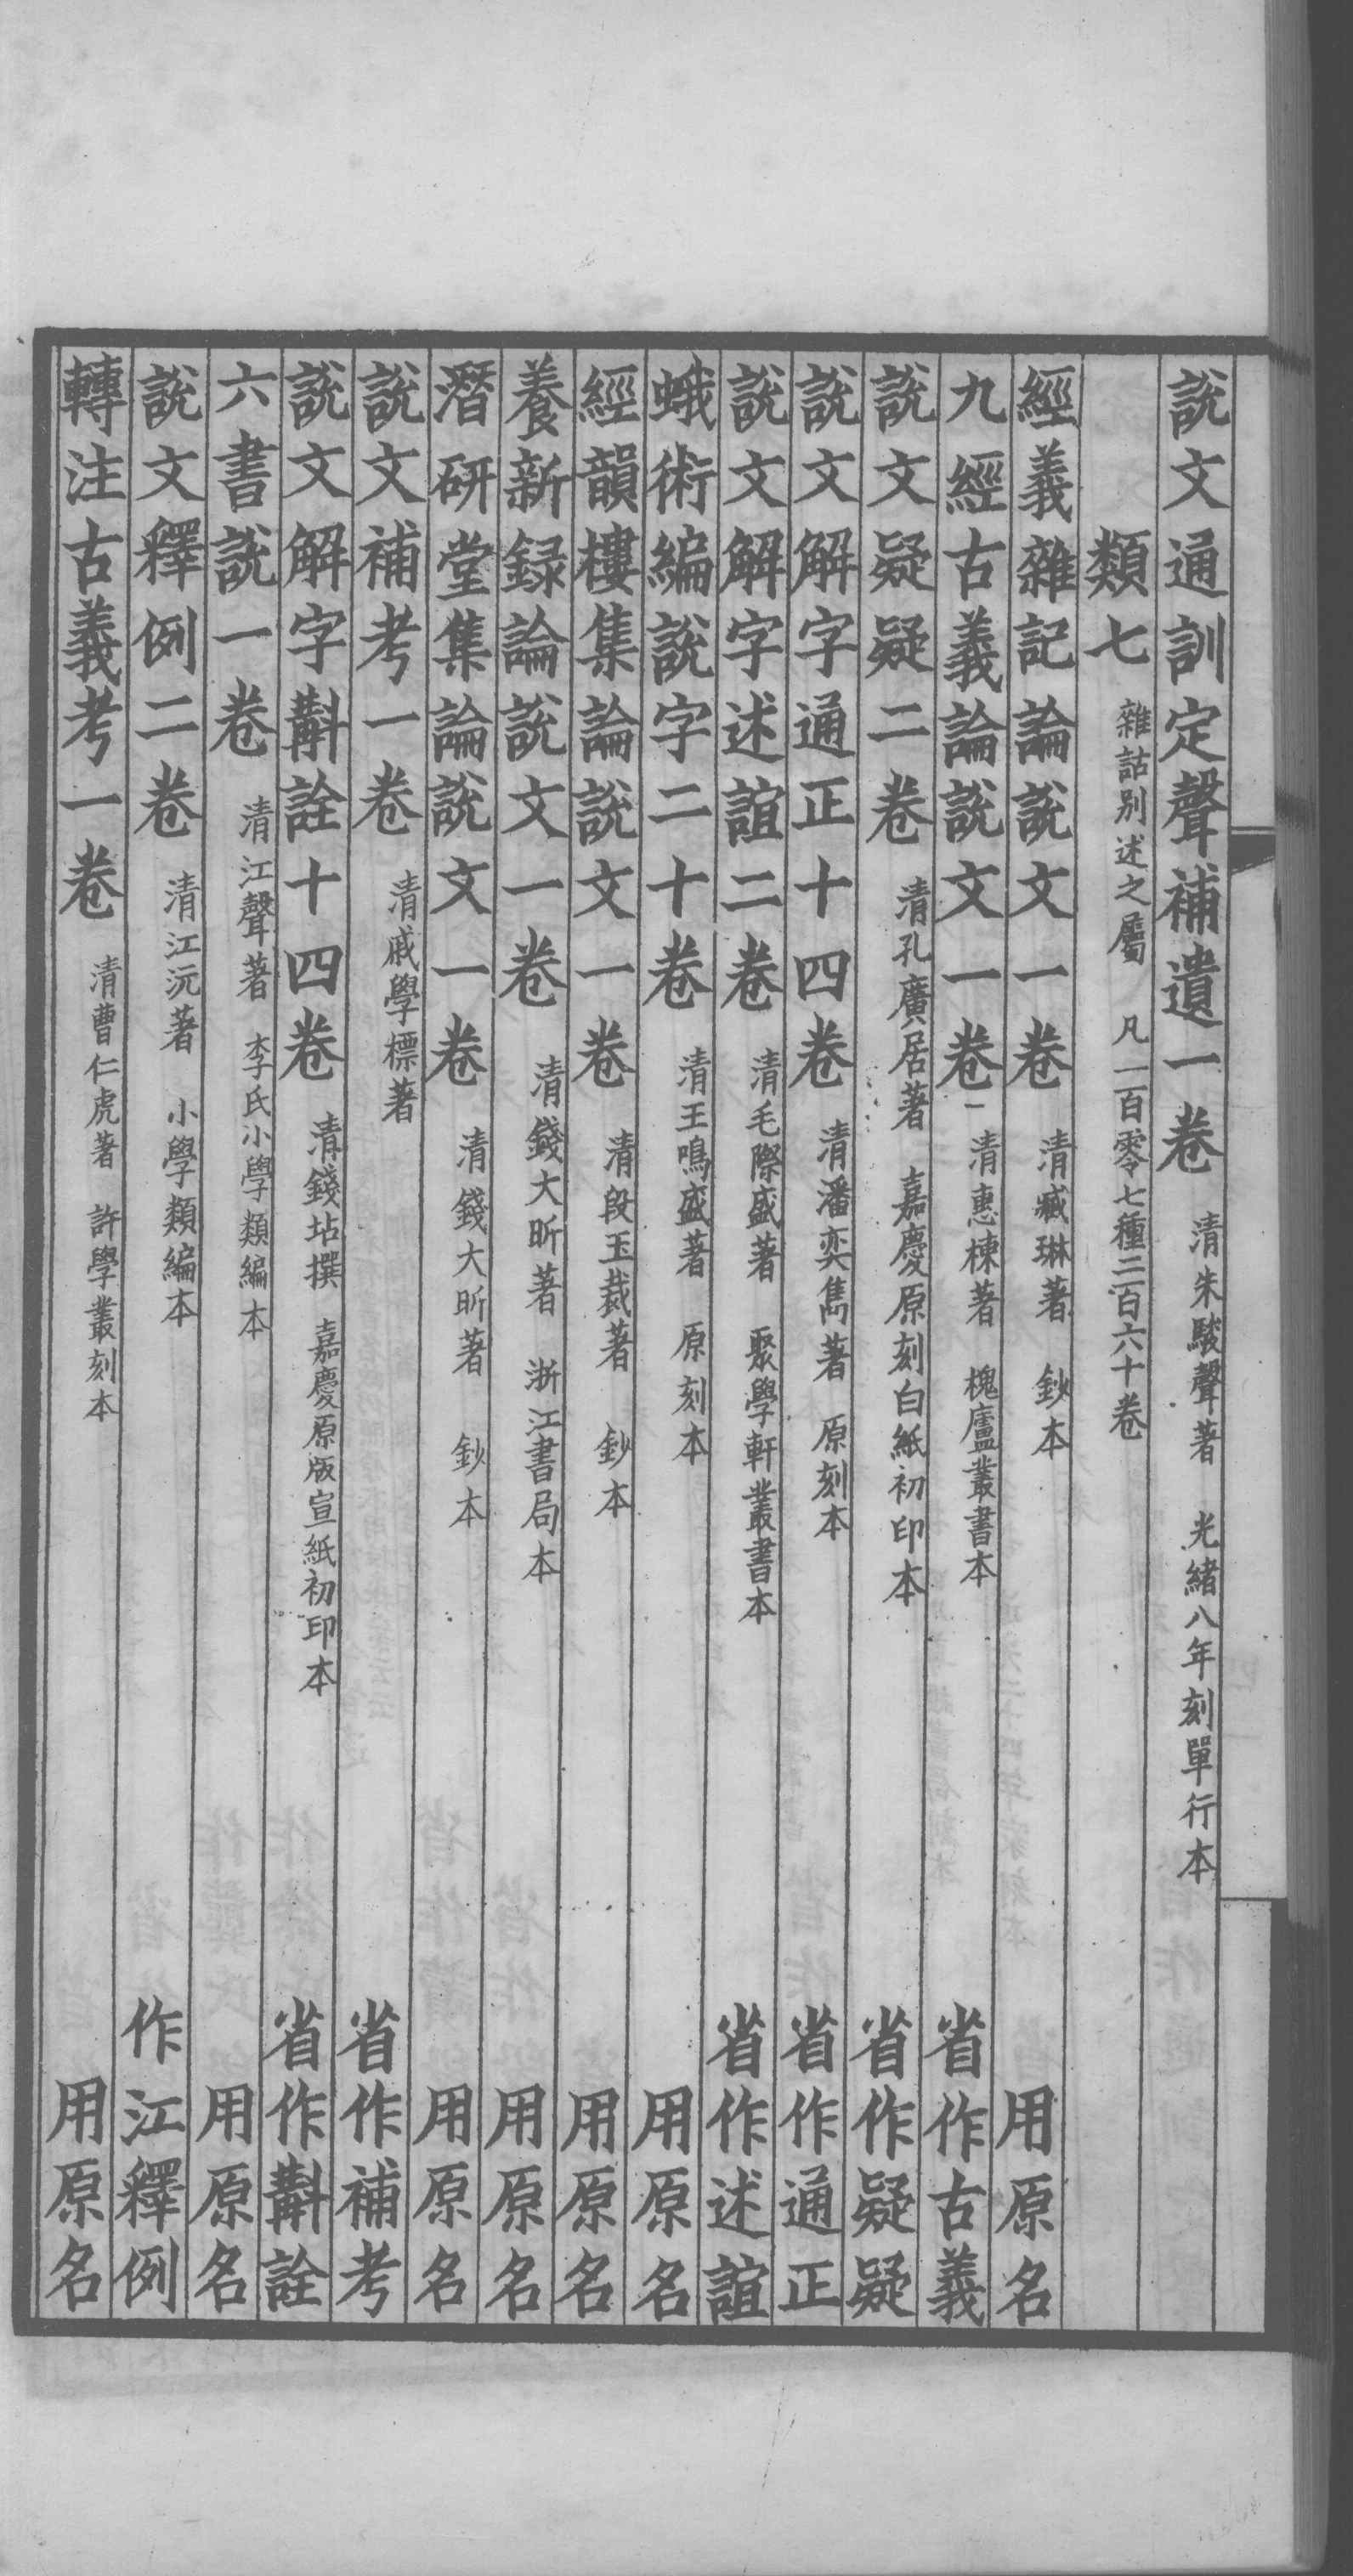 說文通訓定聲補遺一卷 清朱駿聲著 光緒八年刻單行本
類七 雜詁別述之屬 凡一百零七種三百六十卷
經義雜記論說文一卷 清臧琳著 鈔本 用原名
九經古義論說文一卷 清惠棟著 槐廬叢書本 省作古義
說文疑疑二卷 清孔廣居著 嘉慶原刻白紙初印本 省作疑疑
說文解字通正十四卷 清潘奕雋著 原刻本 省作通正
說文解字述誼二卷 清毛際盛著 聚學軒叢書本 省作述誼
蛾術編說字二十卷 清王鳴盛著 原刻本 用原名
經韻樓集論說文一卷 清段玉裁著 鈔本 用原名
養新録論說文一卷 清錢大昕著 浙江書局本 用原名
潛研堂集論說文一卷 清錢大昕著 鈔本 用原名
說文補考一卷 清戚學標著 省作補考
說文解字斠詮十四卷 清錢坫撰 嘉慶原版宣紙初印本 省作斠詮
六書說一卷 清江聲著 李氏小學類編本 用原名
說文釋例二卷 清江沅著 小學類編本 作江釋例
轉注古義考一卷 清曹仁虎著 許學叢刻本 用原名